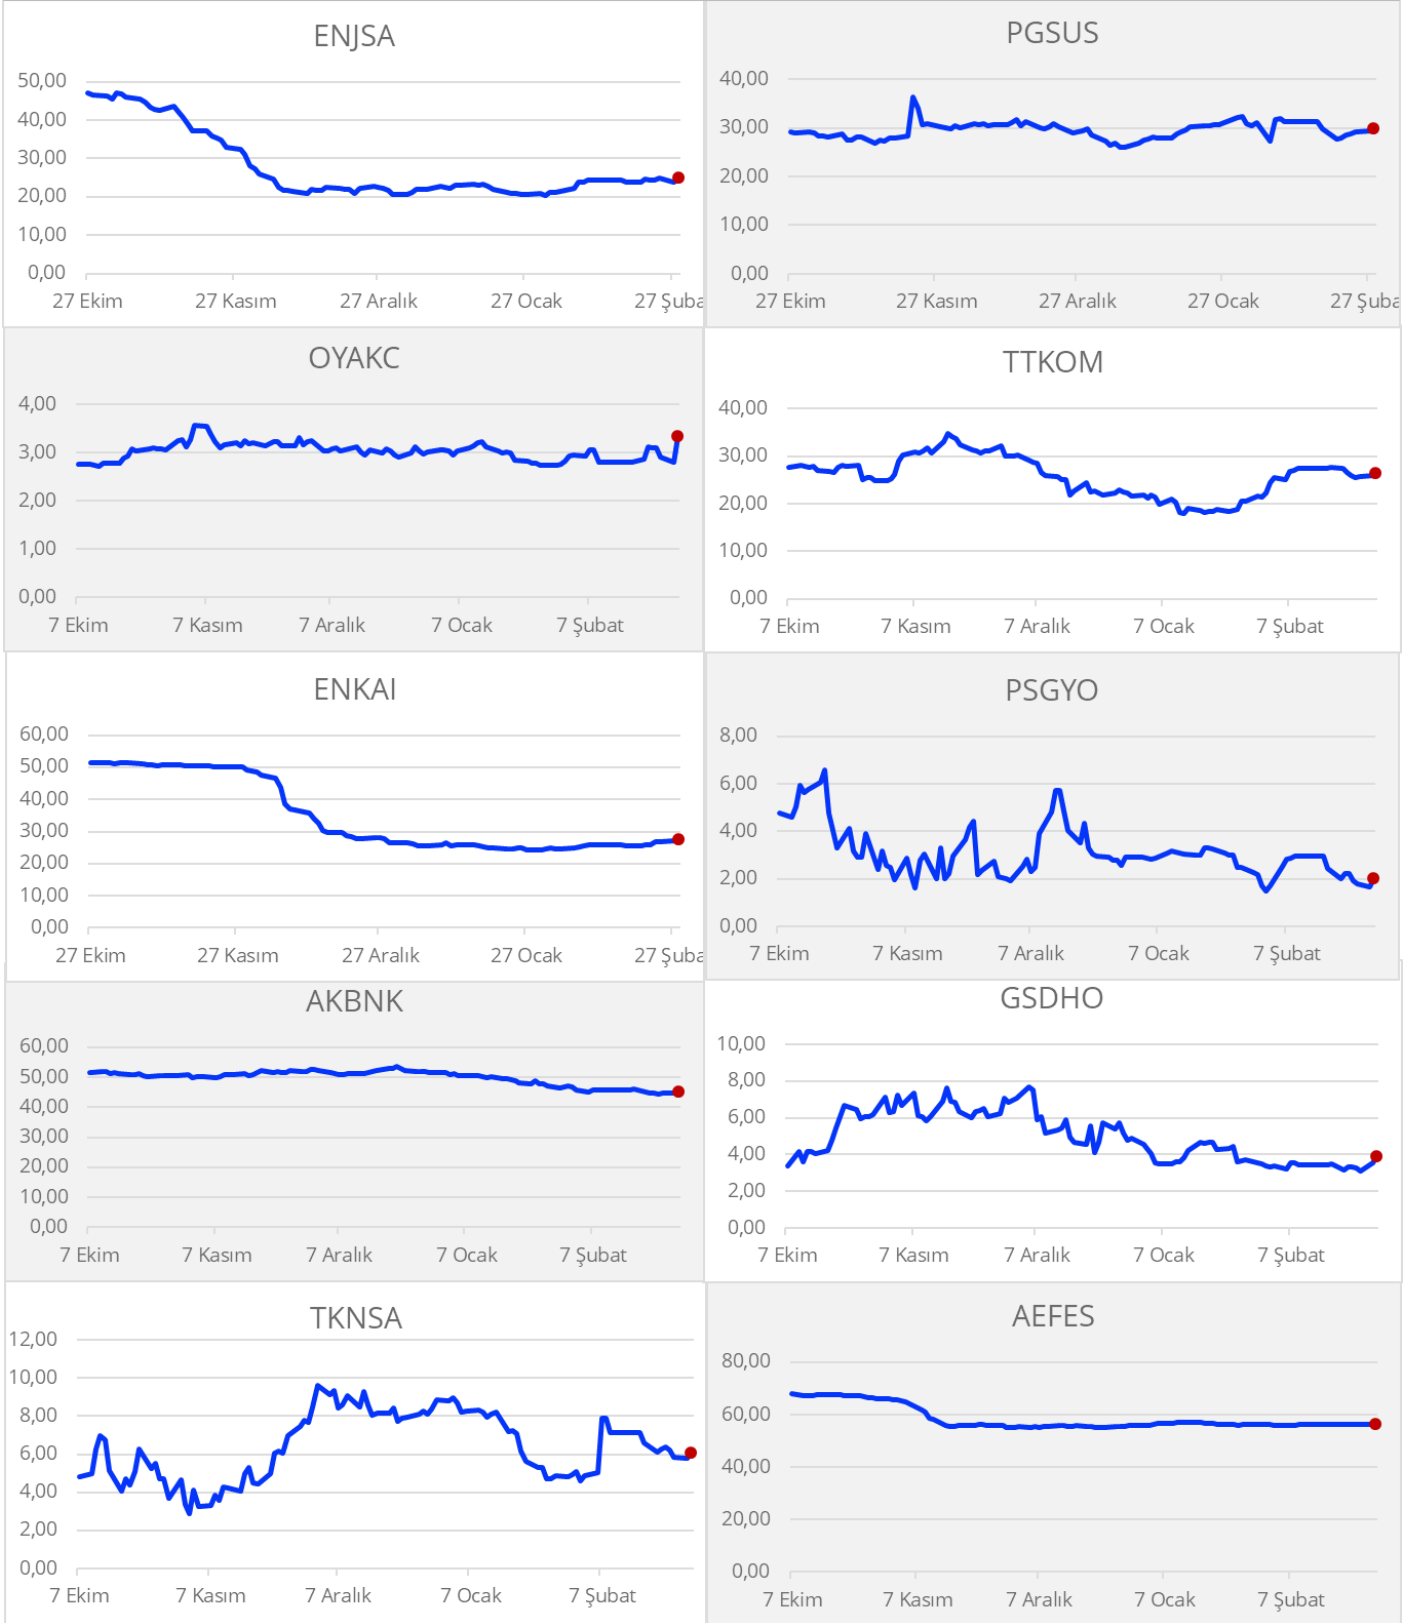 ENJSA
50,00
40,00
30,00
20,00
10,00
0,00
27 Ekim 27 Kasım 27 Aralık 27 Ocak 27 Şuba
PGSUS
40,00
30,00
20,00
10,00
0,00
27 Ekim 27 Kasım 27 Aralık 27 Ocak 27 Şuba
OYAKC
4,00
3,00
2,00
1,00
0,00
7 Ekim 7 Kasım 7 Aralık 7 Ocak 7 Şubat
TTKOM
40,00
30,00
20,00
10,00
0,00
7 Ekim 7 Kasım 7 Aralık 7 Ocak 7 Şubat
ENKAI
60,00
50,00
40,00
30,00
20,00
10,00
0,00
27 Ekim 27 Kasım 27 Aralık 27 Ocak 27 Şuba
PSGYO
8,00
6,00
4,00
2,00
0,00
7 Ekim 7 Kasım 7 Aralık 7 Ocak 7 Şubat
AKBNK
60,00
50,00
40,00
30,00
20,00
10,00
0,00
7 Ekim 7 Kasım 7 Aralık 7 Ocak 7 Şubat
GSDHO
10,00
8,00
6,00
4,00
2,00
0,00
7 Ekim 7 Kasım 7 Aralık 7 Ocak 7 Şubat
TKNSA
12,00
10,00
8,00
6,00
4,00
2,00
0,00
7 Ekim 7 Kasım 7 Aralık 7 Ocak 7 Şubat
AEFES
80,00
60,00
40,00
20,00
0,00
7 Ekim 7 Kasım 7 Aralık 7 Ocak 7 Şubat